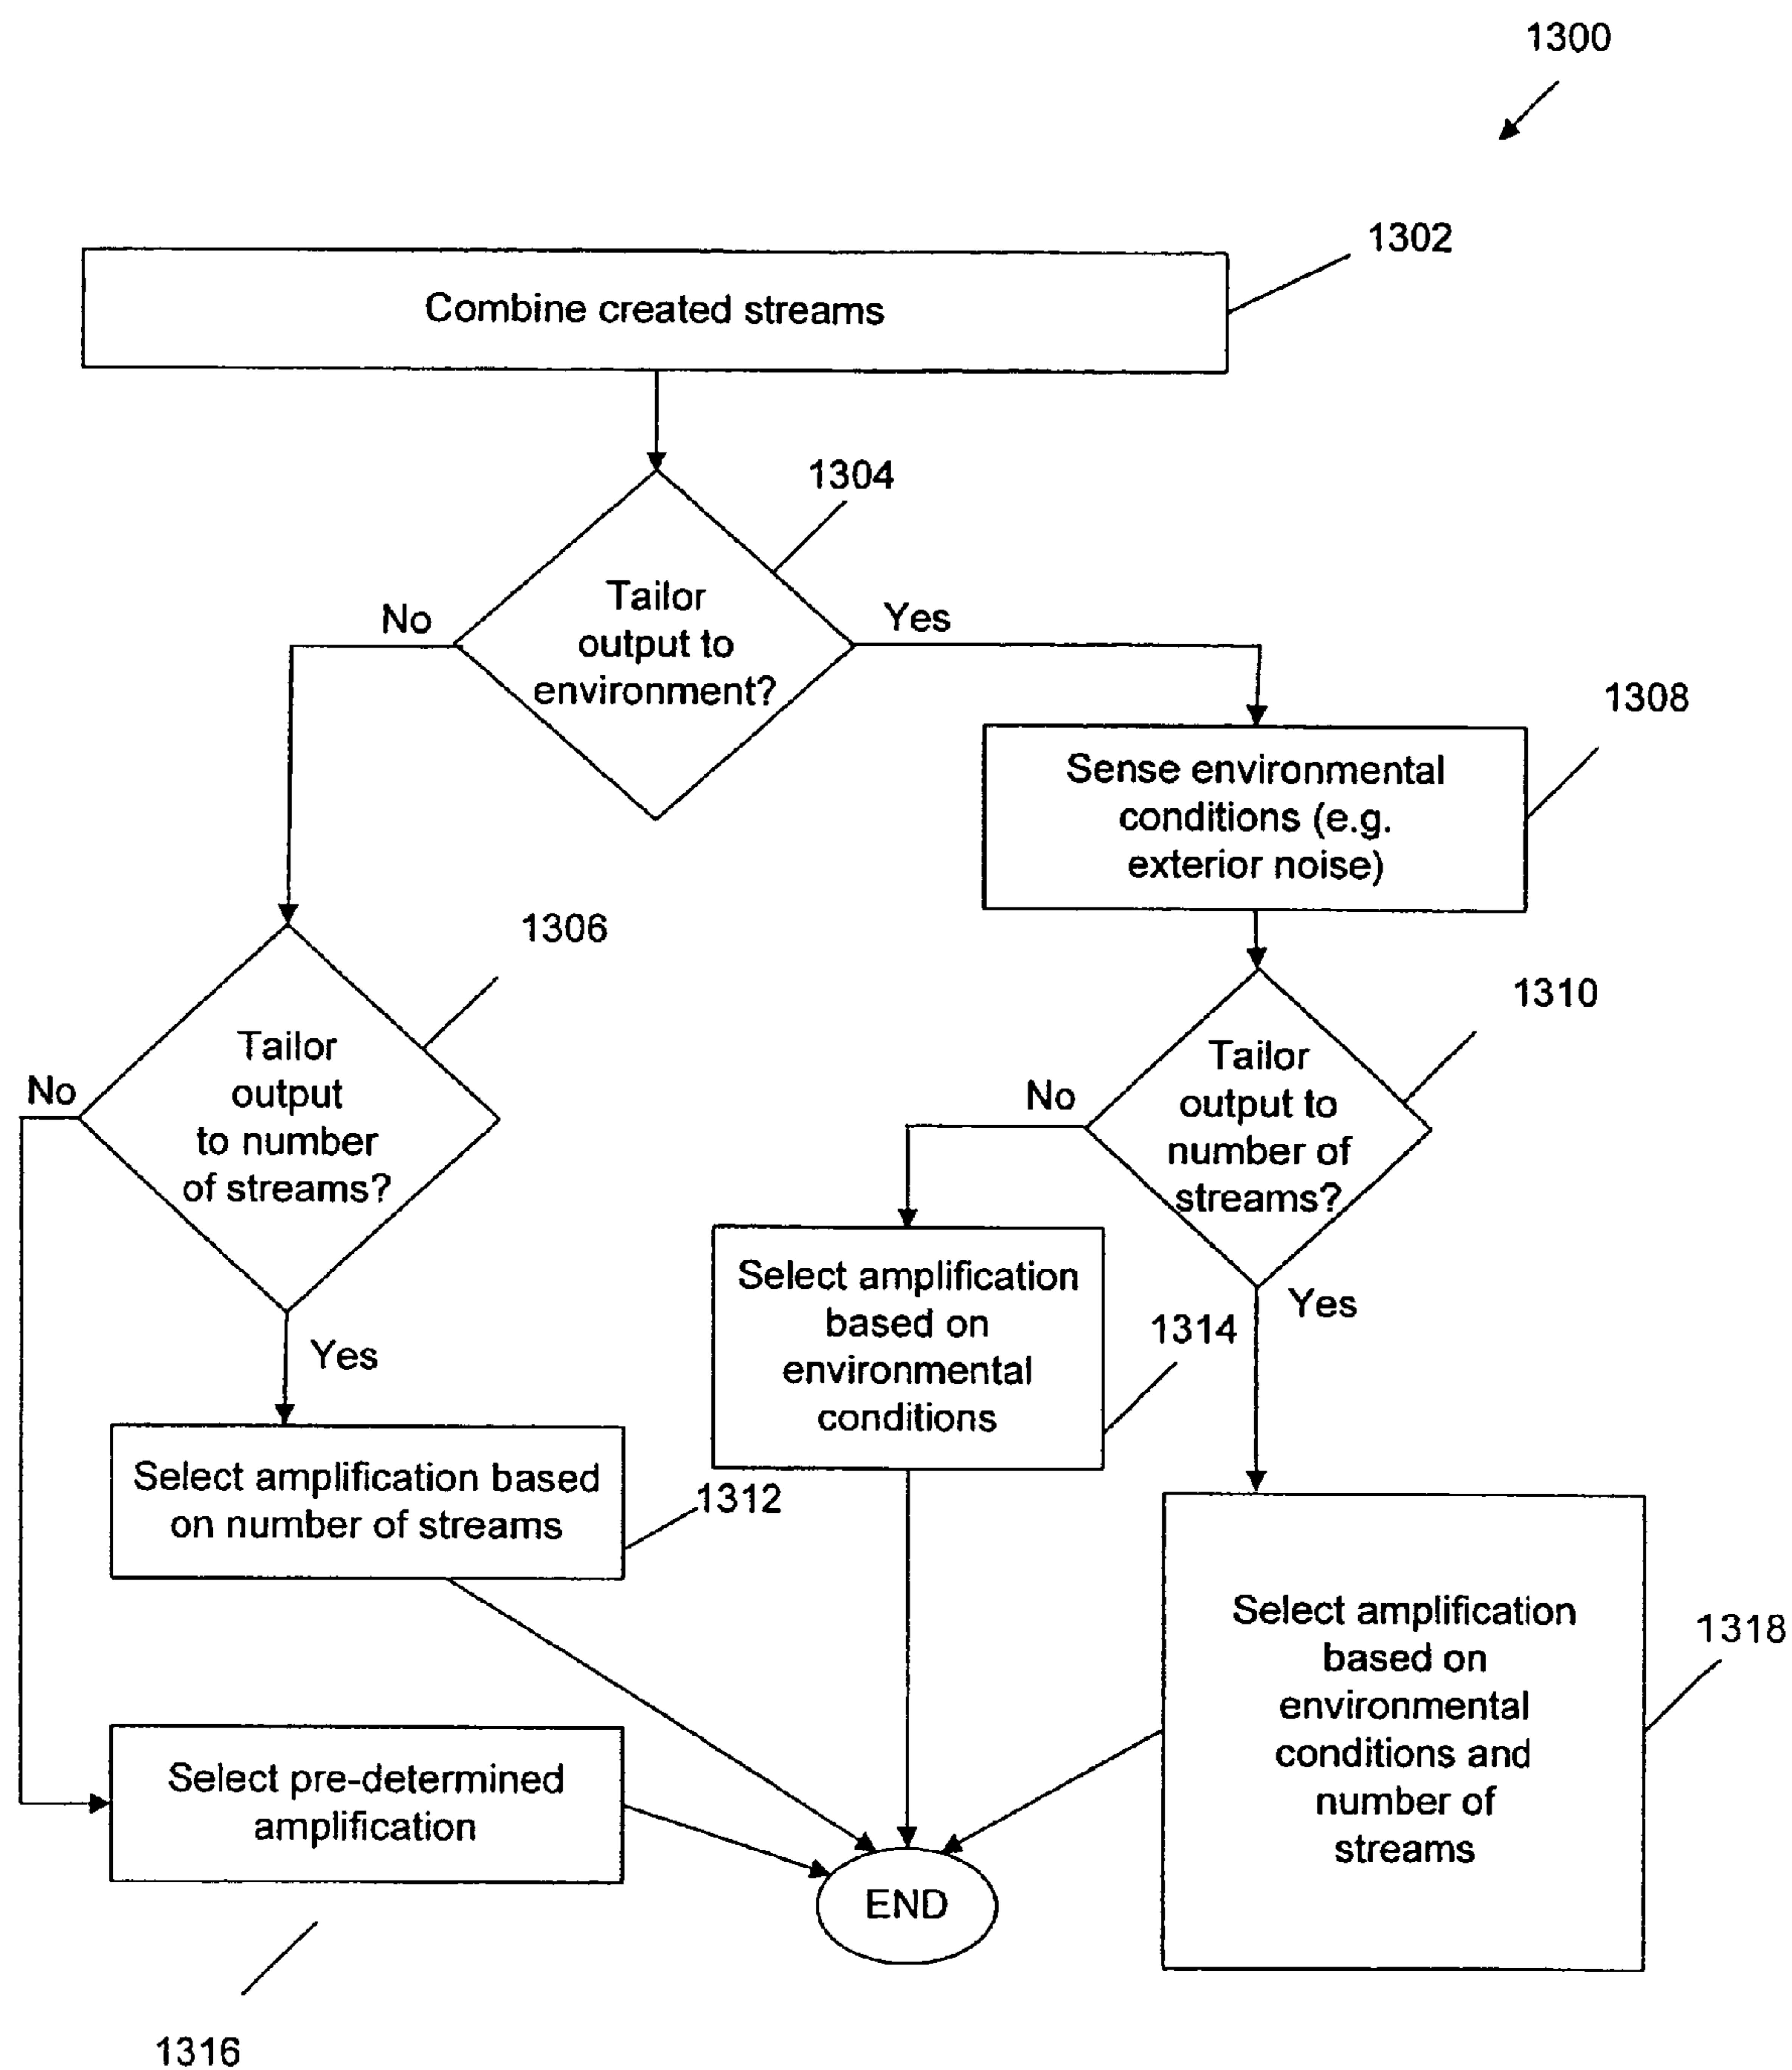 1300
1302
Combine created streams
1304
Tailor
output to
environment?
No
Yes
1308
Sense environmental
conditions (e.g.
exterior noise)
1306
Tailor
output
to number
of streams?
No
Yes
1310
Tailor
output to
number of
streams?
No
Yes
Select amplification
based on
environmental
conditions
1314
Select amplification based
on number of streams
1312
Select amplification
based on
environmental
conditions and
number of
streams
1318
Select pre-determined
amplification
END
1316